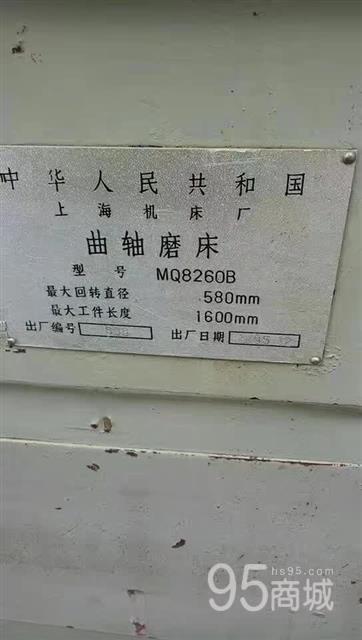 中华人民共和国
上海机床厂
曲轴磨床
型号 MQ8260B
最大回转直径 580mm
最大工件长度 1600mm
出厂编号 出厂日期
hs95.com
95商城